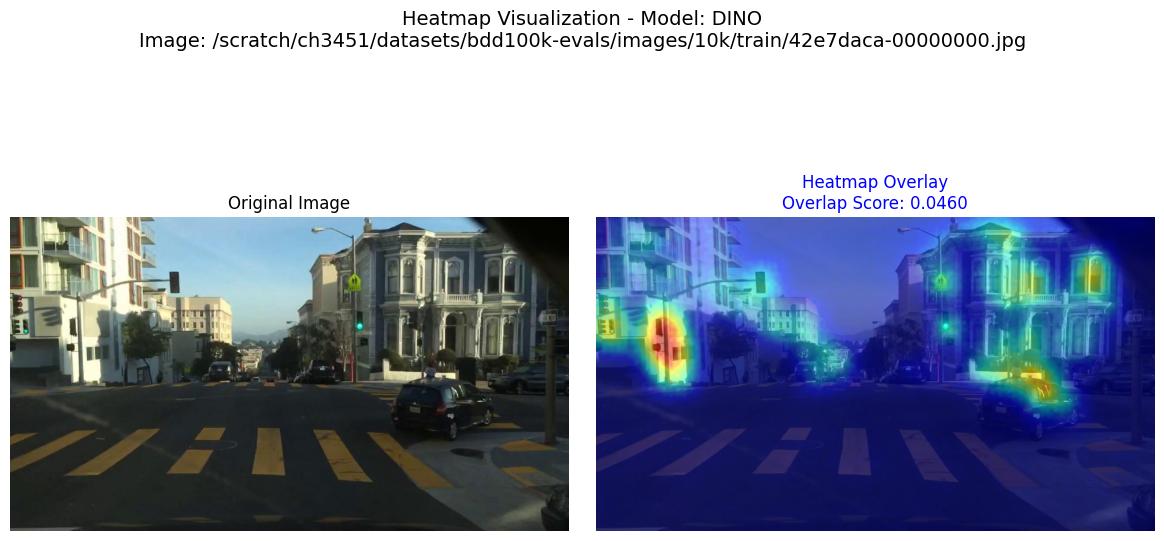 Heatmap Visualization - Model: DINO
Image: /scratch/ch3451/datasets/bdd100k-evals/images/10k/train/42e7daca-00000000.jpg
Original Image
Heatmap Overlay
Overlap Score: 0.0460